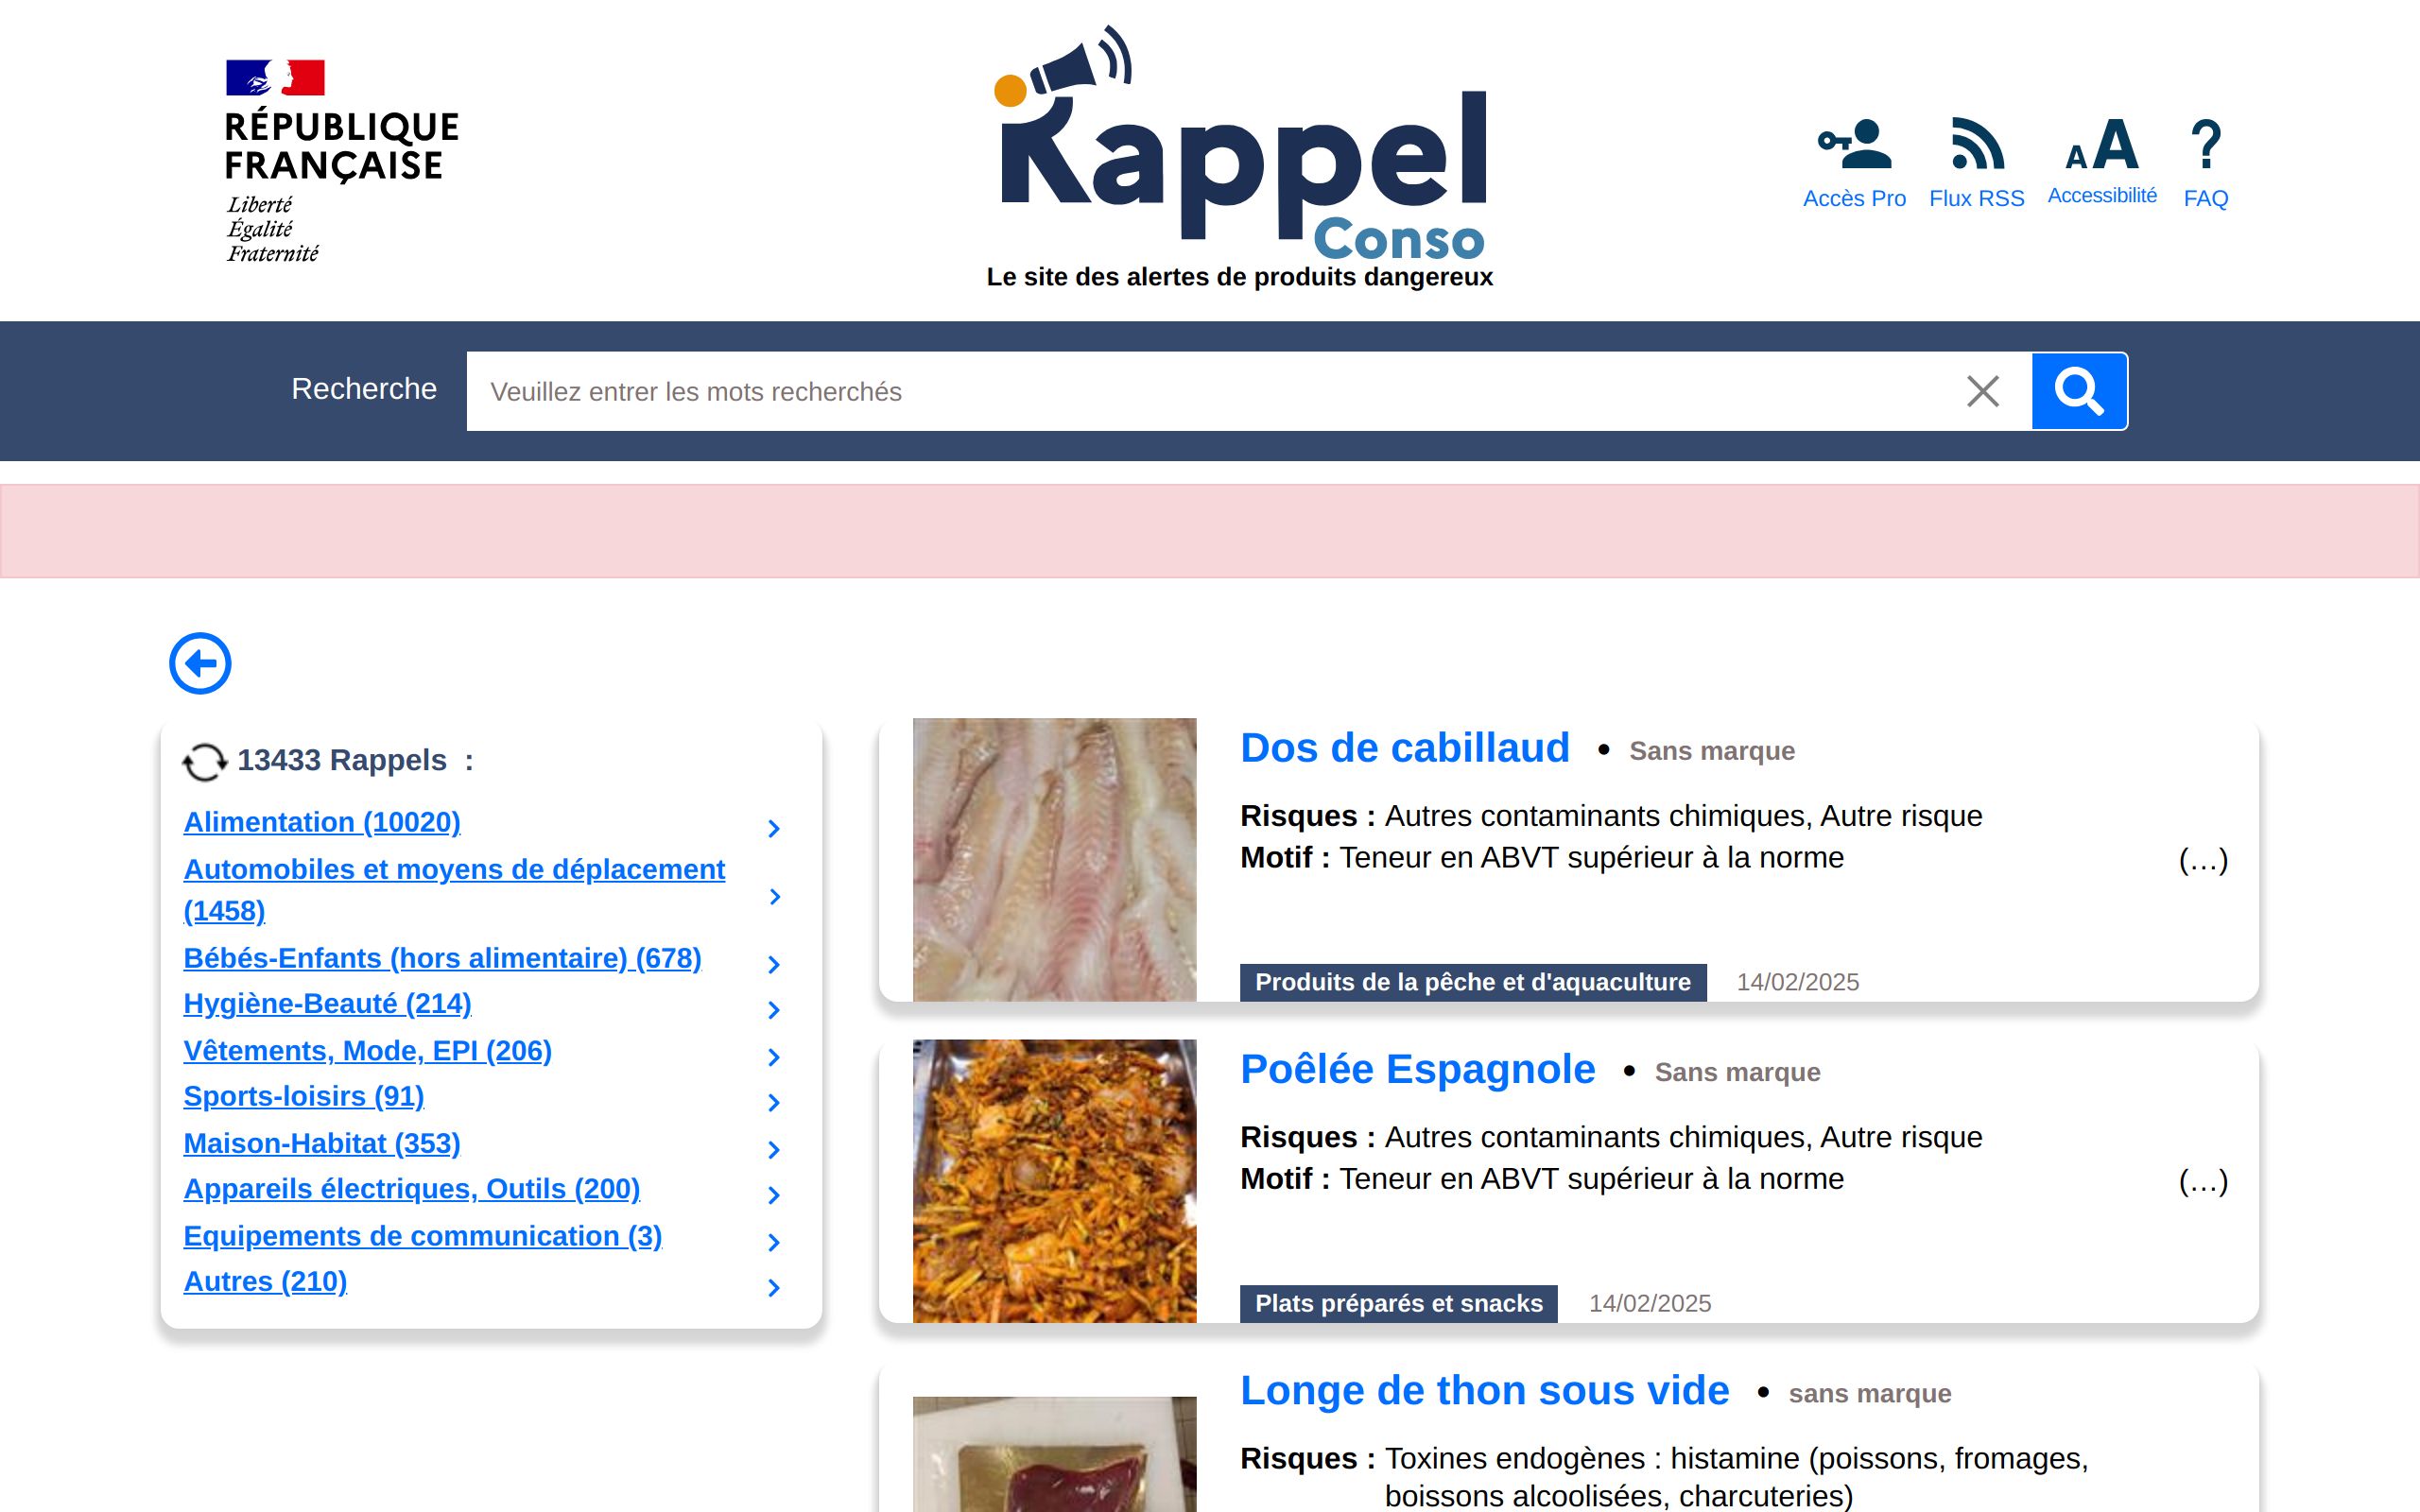 RÉPUBLIQUE
FRANÇAISE
Liberté
Égalité
Fraternité
Rappel
Conso
Le site des alertes de produits dangereux
Accès Pro
Flux RSS
AA
Accessibilité
?
FAQ
Recherche
Veuillez entrer les mots recherchés
13433 Rappels :
Alimentation (10020)
Automobiles et moyens de déplacement
(1458)
Bébés-Enfants (hors alimentaire) (678)
Hygiène-Beauté (214)
Vêtements, Mode, EPI (206)
Sports-loisirs (91)
Maison-Habitat (353)
Appareils électriques, Outils (200)
Equipements de communication (3)
Autres (210)
Dos de cabillaud • Sans marque
Risques : Autres contaminants chimiques, Autre risque
Motif : Teneur en ABVT supérieur à la norme (...)
Produits de la pêche et d'aquaculture 14/02/2025
Poêlée Espagnole • Sans marque
Risques : Autres contaminants chimiques, Autre risque
Motif : Teneur en ABVT supérieur à la norme (...)
Plats préparés et snacks 14/02/2025
Longe de thon sous vide • sans marque
Risques : Toxines endogènes : histamine (poissons, fromages,
boissons alcoolisées, charcuteries)